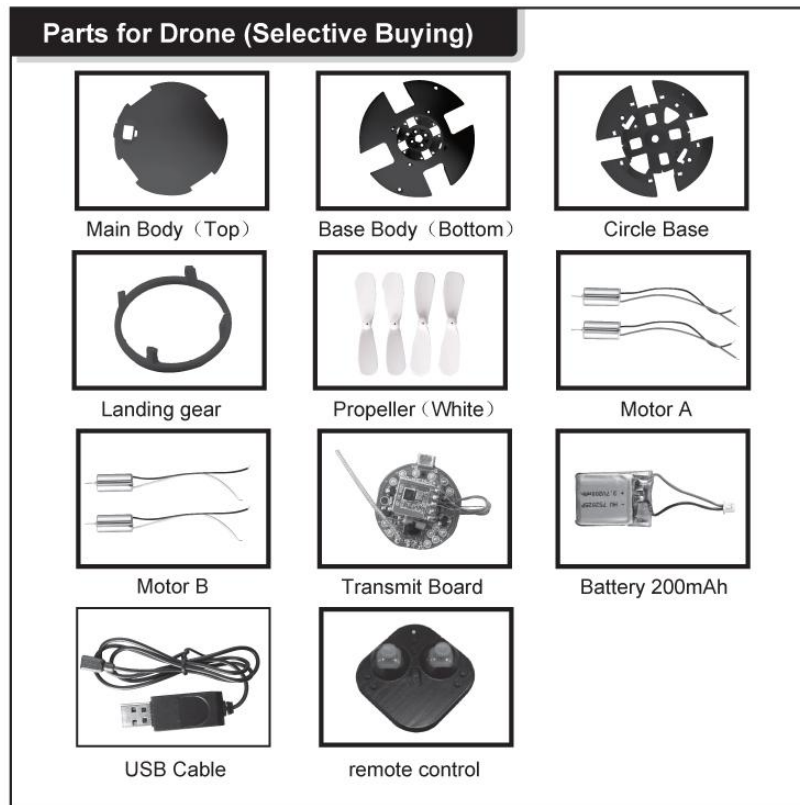 Parts for Drone (Selective Buying)
Main Body（Top）
Base Body（Bottom）
Circle Base
Landing gear
Propeller（White）
Motor A
Motor B
Transmit Board
Battery 200mAh
USB Cable
remote control